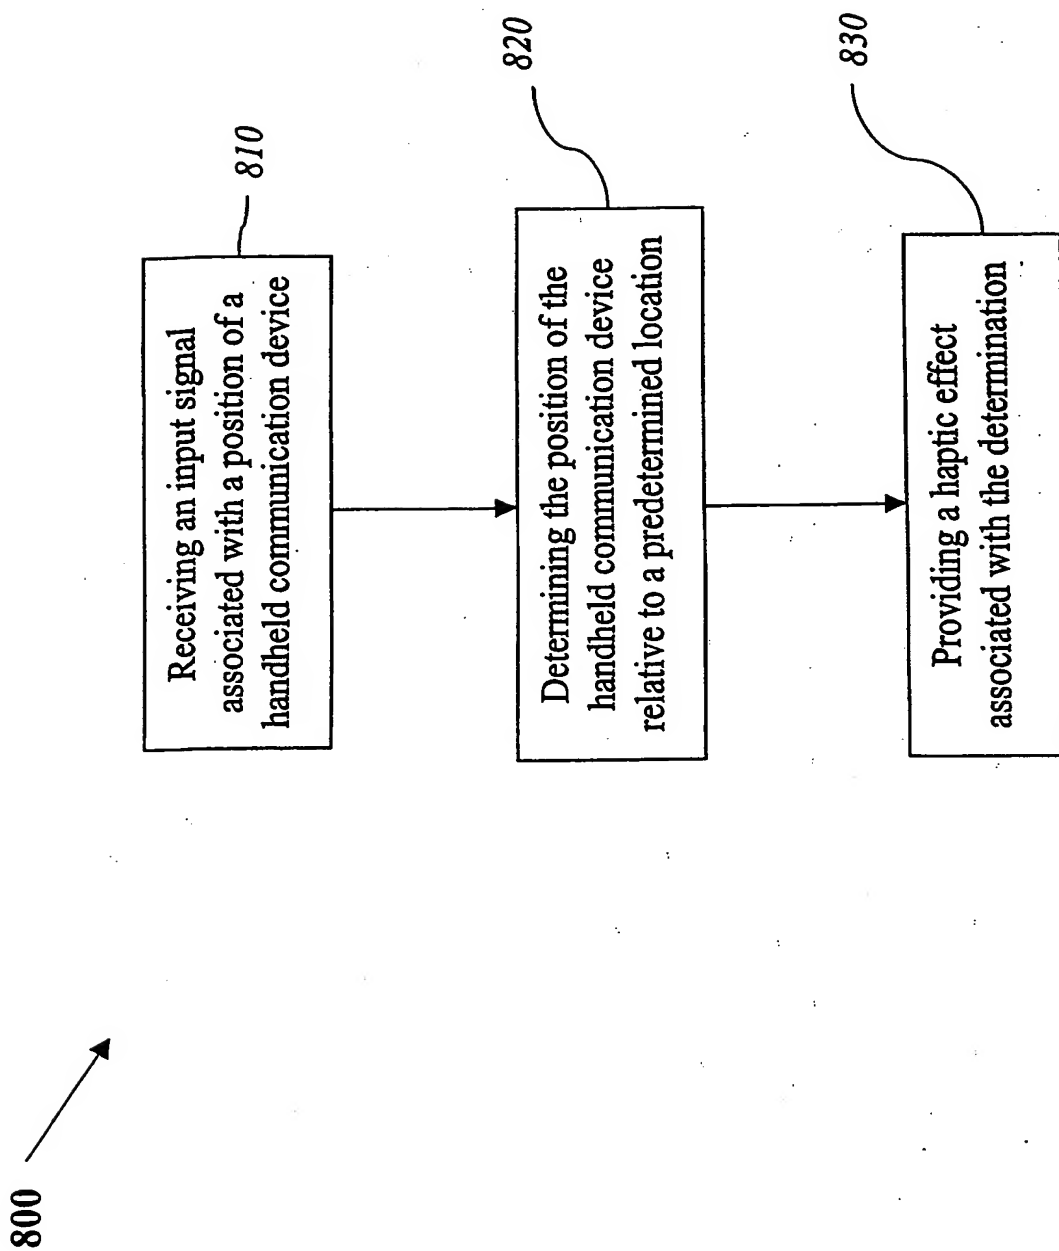 800
Receiving an input signal
associated with a position of a
handheld communication device
810
Determining the position of the
handheld communication device
relative to a predetermined location
820
Providing a haptic effect
associated with the determination
830